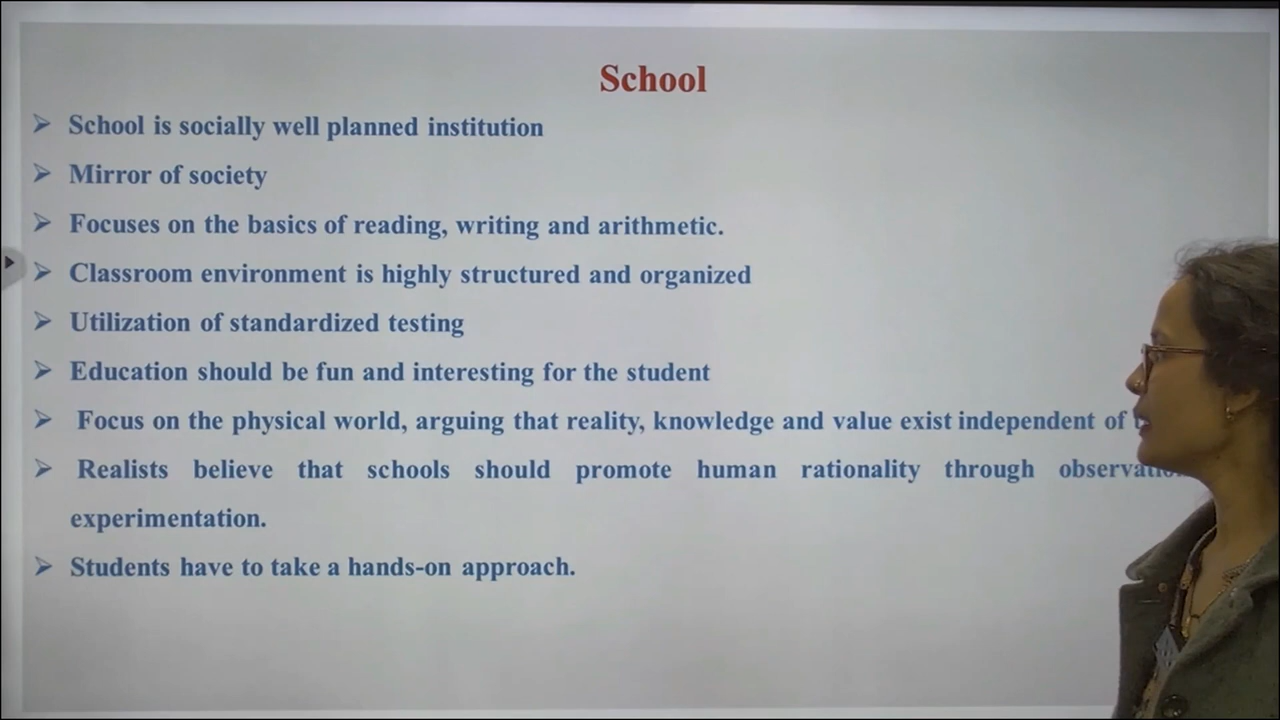 School
School is socially well planned institution
Mirror of society
Focuses on the basics of reading, writing and arithmetic.
Classroom environment is highly structured and organized
Utilization of standardized testing
Education should be fun and interesting for the student
Focus on the physical world, arguing that reality, knowledge and value exist independent of
Realists believe that schools should promote human rationality through
experimentation.
Students have to take a hands-on approach.